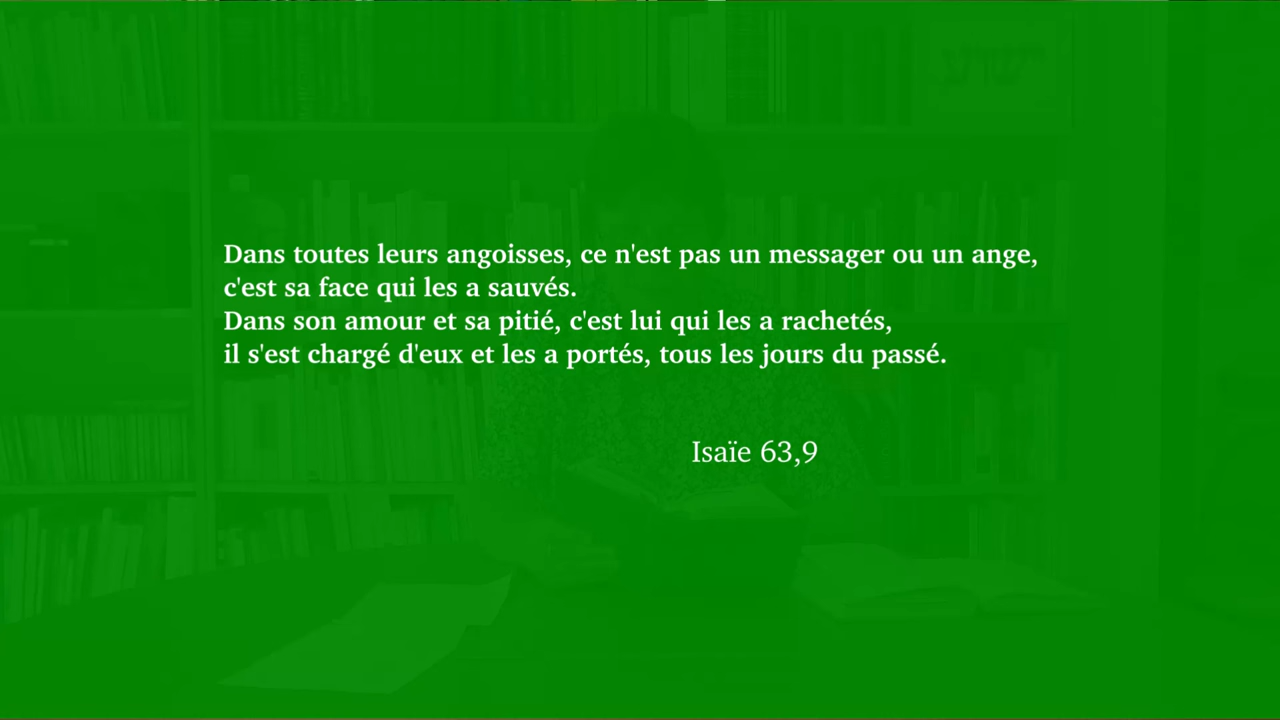 Dans toutes leurs angoisses, ce n'est pas un messager ou un ange,
c'est sa face qui les a sauvés.
Dans son amour et sa pitié, c'est lui qui les a rachetés,
il s'est chargé d'eux et les a portés, tous les jours du passé.
Isaïe 63,9